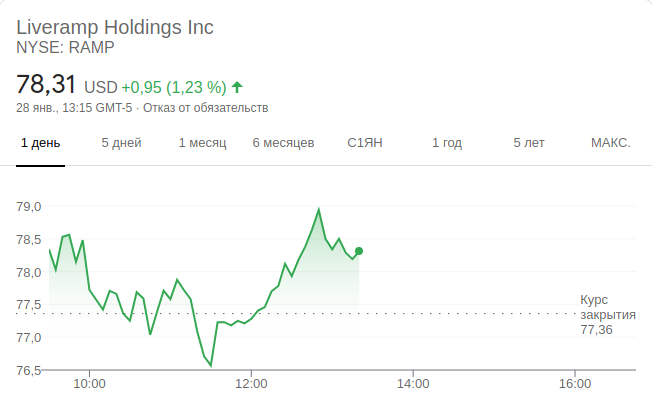 Liveramp Holdings Inc
NYSE: RAMP
78,31 USD +0,95 (1,23 %)
28 янв., 13:15 GMT-5 · Отказ от обязательств
1 день 5 дней 1 месяц 6 месяцев С1ЯН 1 год 5 лет МАКС.
79,0
78,5
78,0
77,5
77,0
76,5
Курс
закрытия
77,36
10:00 12:00 14:00 16:00